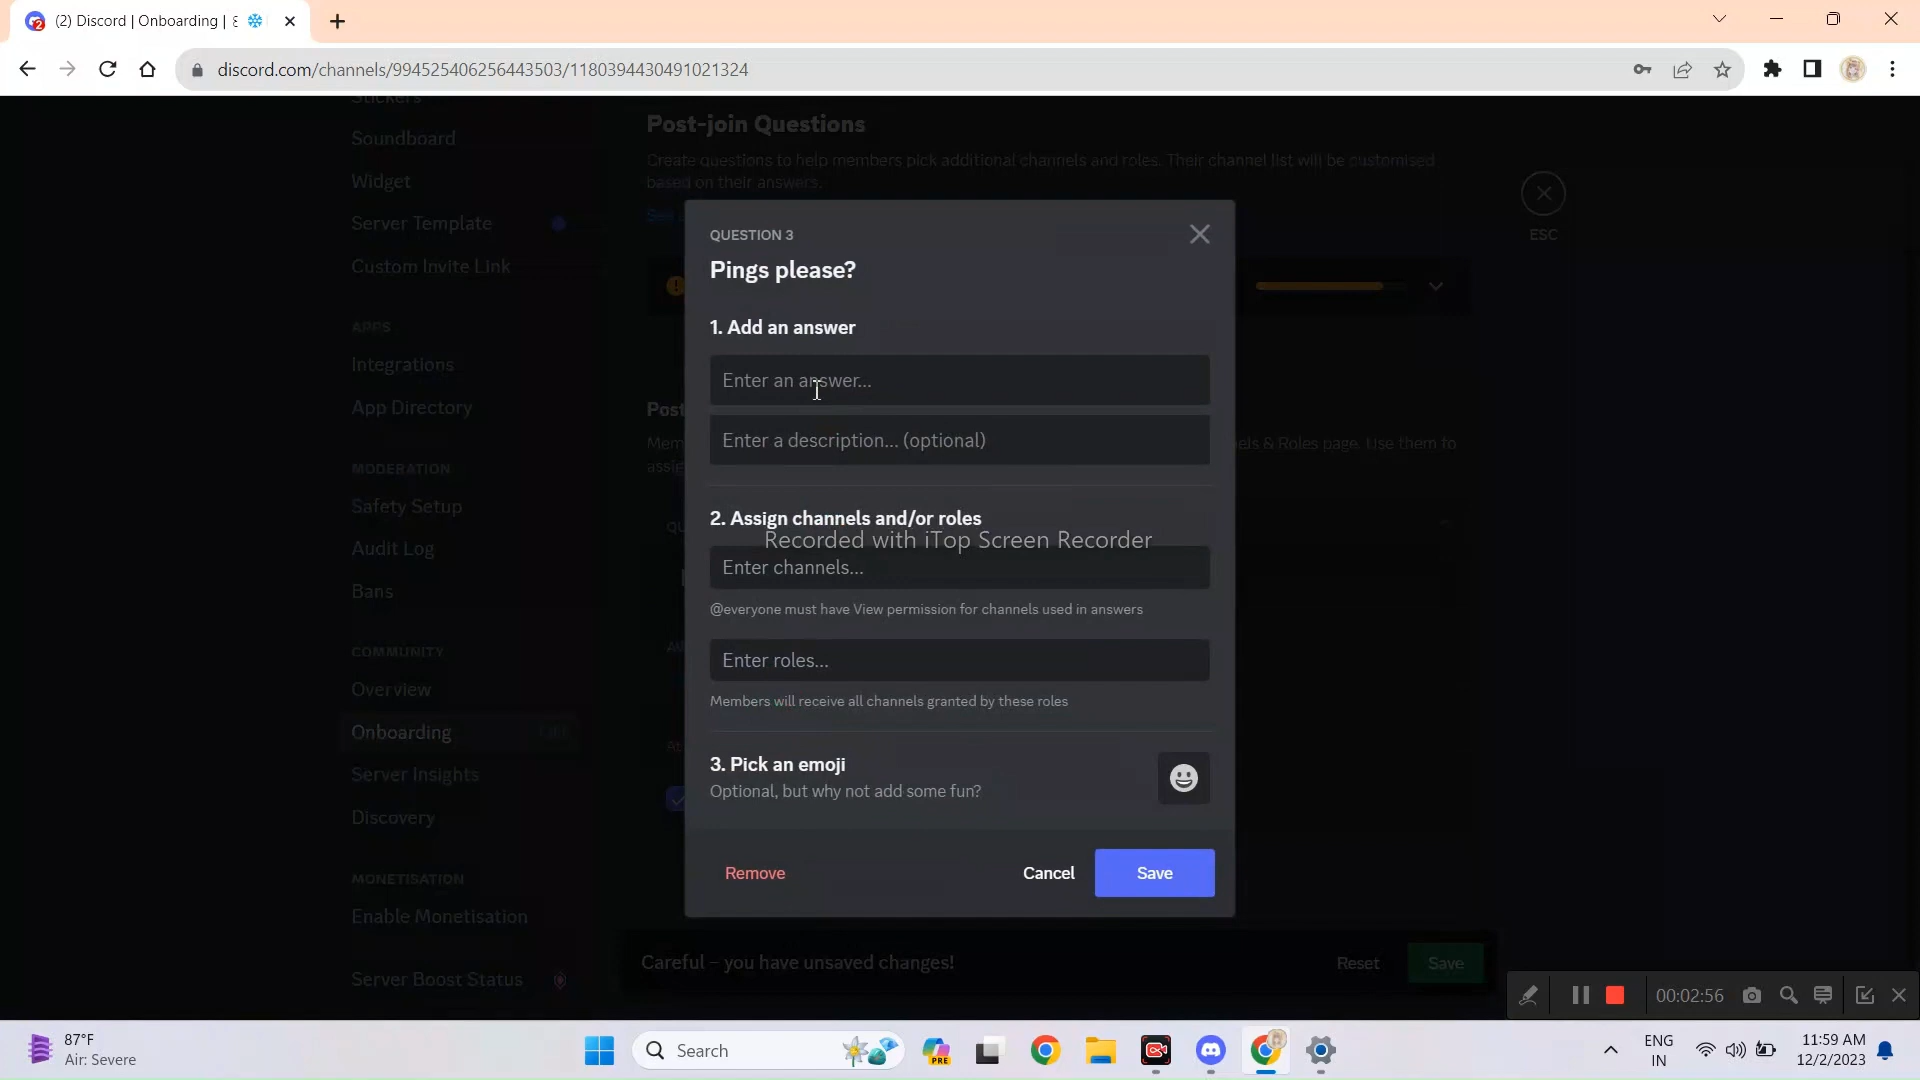 (2) Discord | Onboarding |
discord.com/channels/994525406256443503/1180394430491021324
Stickers
Soundboard
Widget
Server Template
Custom Invite Link
APPS
Integrations
App Directory
MODERATION
Safety Setup
Audit Log
Bans
COMMUNITY
Overview
Onboarding
Server Insights
Discovery
MONETISATION
Enable Monetisation
Server Boost Status
Post-join Questions
Create questions to help members pick additional channels and roles. Their channel list will be customised
based on their answers.
ESC
QUESTION 3
Pings please?
1. Add an answer
Enter an answer...
Enter a description... (optional)
2. Assign channels and/or roles
Recorded with iTop Screen Recorder
Enter channels...
@everyone must have View permission for channels used in answers
Enter roles...
Members will receive all channels granted by these roles
3. Pick an emoji
Optional, but why not add some fun?
Remove
Cancel
Save
& Roles page. Use them to
Careful – you have unsaved changes!
Reset
Save
00:02:56
87°F
Air: Severe
Search
PRE
ENG
IN
11:59 AM
12/2/2023